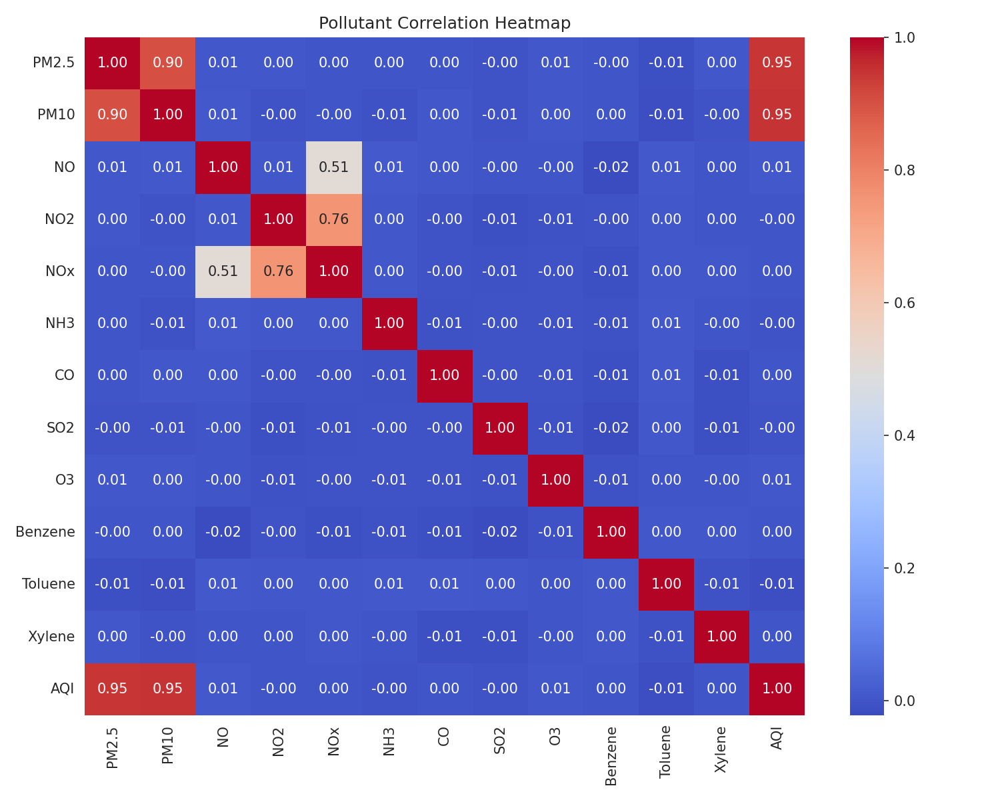 Pollutant Correlation Heatmap
PM2.5 1.00 0.90 0.01 0.00 0.00 0.00 0.00 -0.00 0.01 -0.00 -0.01 0.00 0.95
PM10 0.90 1.00 0.01 -0.00 -0.00 -0.01 0.00 -0.01 0.00 0.00 -0.01 -0.00 0.95
NO 0.01 0.01 1.00 0.01 0.51 0.01 0.00 -0.00 -0.00 -0.02 0.01 0.00 0.01
NO2 0.00 -0.00 0.01 1.00 0.76 0.00 -0.00 -0.01 -0.01 -0.00 0.00 0.00 -0.00
NOx 0.00 -0.00 0.51 0.76 1.00 0.00 -0.00 -0.01 -0.00 -0.01 0.00 0.00 0.00
NH3 0.00 -0.01 0.01 0.00 0.00 1.00 -0.01 -0.00 -0.01 -0.01 0.01 -0.00 -0.00
CO 0.00 0.00 0.00 -0.00 -0.00 -0.01 1.00 -0.00 -0.01 -0.01 0.01 -0.01 0.00
SO2 -0.00 -0.01 -0.00 -0.01 -0.01 -0.00 -0.00 1.00 -0.01 -0.02 0.00 -0.01 -0.00
O3 0.01 0.00 -0.00 -0.01 -0.00 -0.01 -0.01 -0.01 1.00 -0.01 0.00 -0.00 0.01
Benzene -0.00 0.00 -0.02 -0.00 -0.01 -0.01 -0.01 -0.02 -0.01 1.00 0.00 0.00 0.00
Toluene -0.01 -0.01 0.01 0.00 0.00 0.01 0.01 0.00 0.00 0.00 1.00 -0.01 -0.01
Xylene 0.00 -0.00 0.00 0.00 0.00 -0.00 -0.01 -0.01 -0.00 0.00 -0.01 1.00 0.00
AQI 0.95 0.95 0.01 -0.00 0.00 -0.00 0.00 -0.00 0.01 0.00 -0.01 0.00 1.00
PM2.5 PM10 NO NO2 NOx NH3 CO SO2 O3 Benzene Toluene Xylene AQI
1.0
0.8
0.6
0.4
0.2
0.0